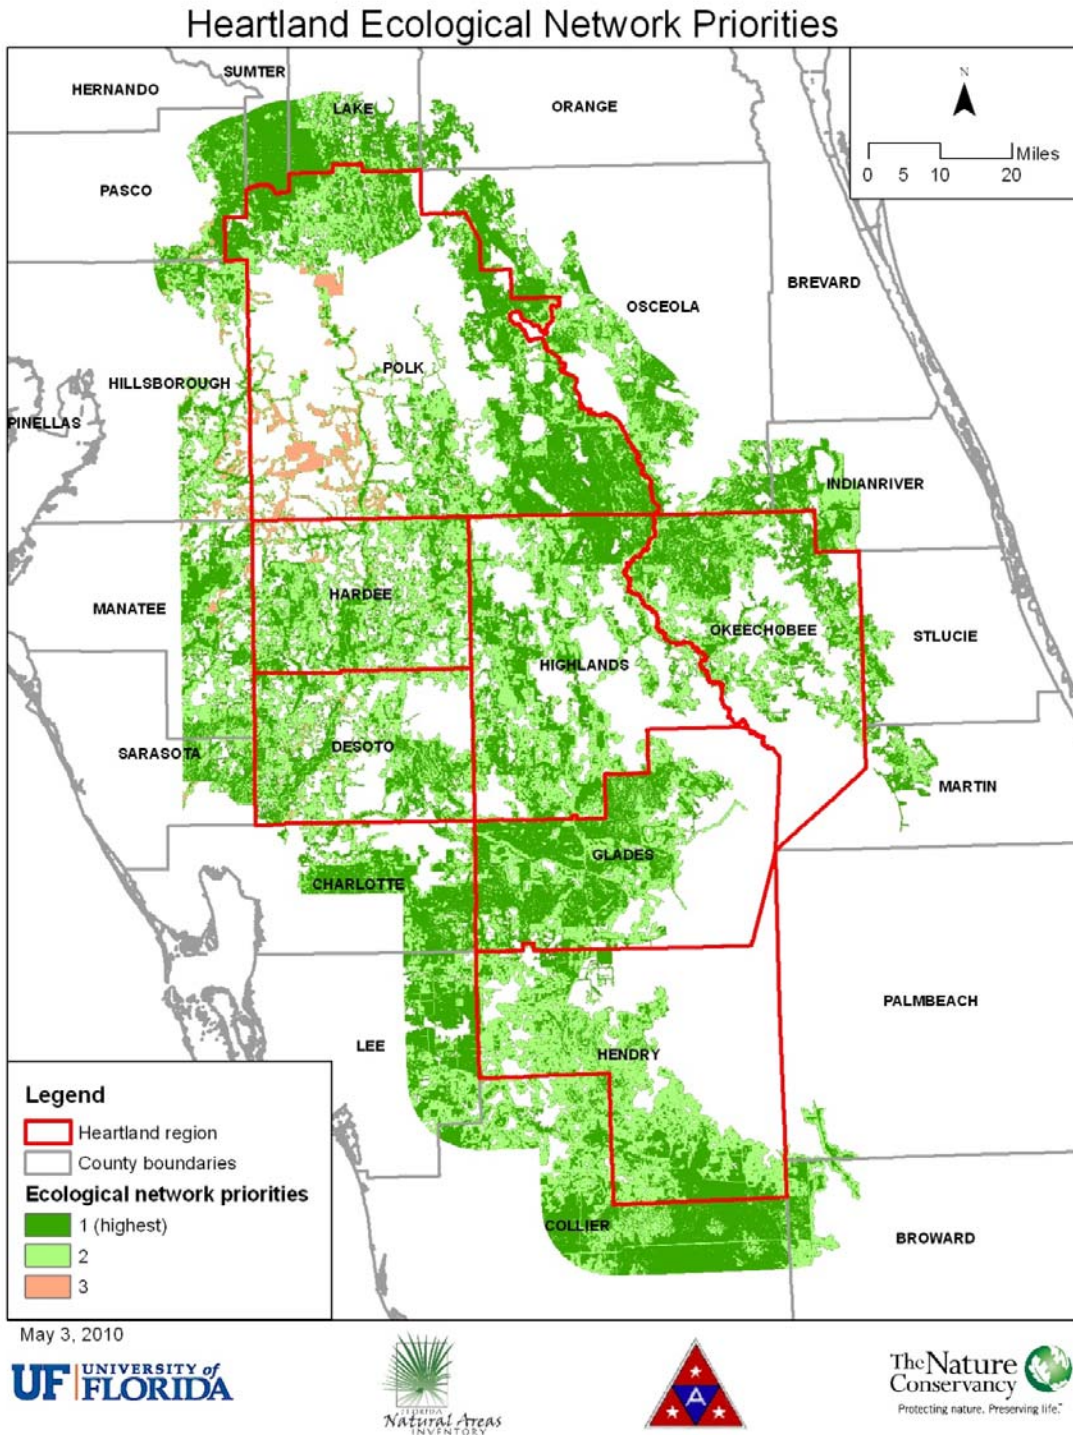 Heartland Ecological Network Priorities
SUMTER
HERNANDO
LAKE
ORANGE
N
Miles
0 5 10 20
PASCO
BREVARD
OSCEOLA
POLK
HILLSBOROUGH
PINELLAS
INDIANRIVER
HARDEE
MANATEE
OKEECHOBEE
STLUCIE
HIGHLANDS
DESOTO
SARASOTA
MARTIN
GLADES
CHARLOTTE
PALMBEACH
LEE
HENDRY
COLLIER
BROWARD
Legend
Heartland region
County boundaries
Ecological network priorities
1 (highest)
2
3
May 3, 2010
UF UNIVERSITY of
FLORIDA
FLORIDA
Natural Areas
INVENTORY
A
The Nature
Conservancy
Protecting nature. Preserving life.™